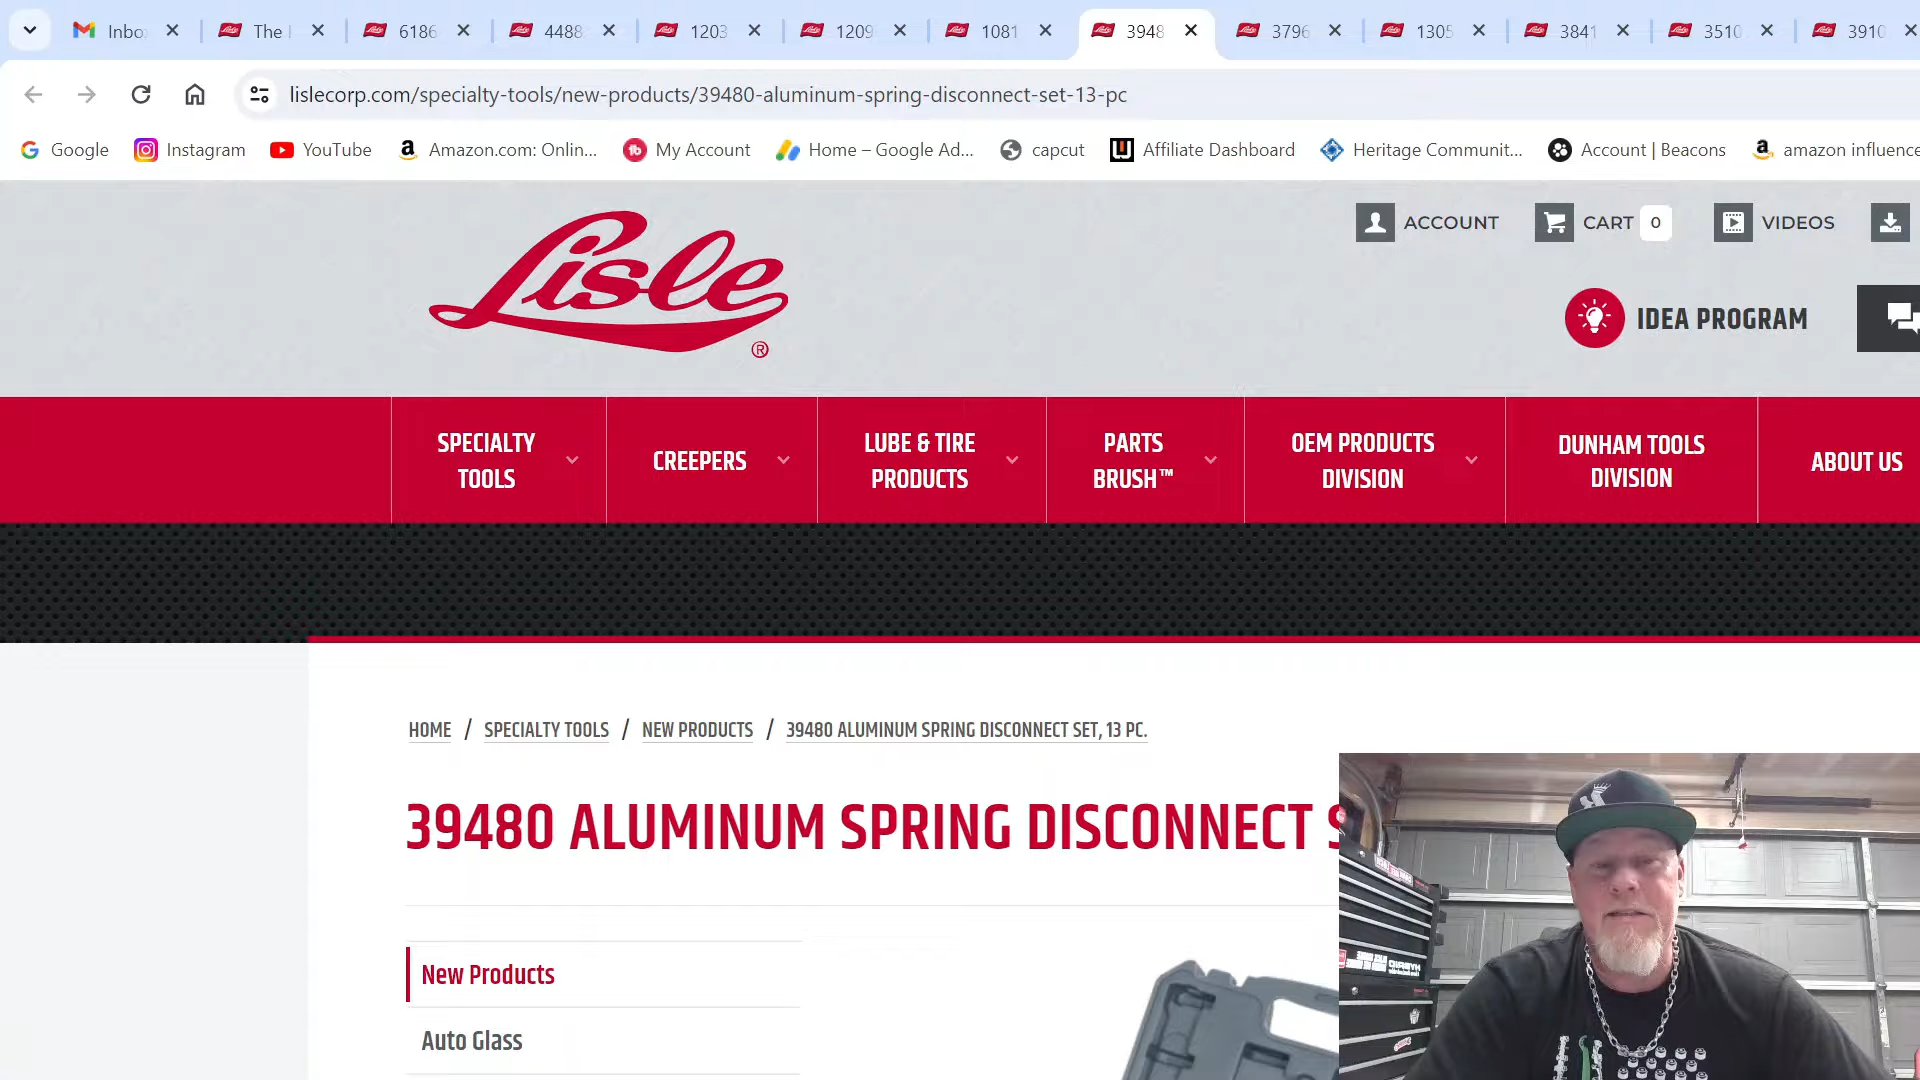 Inbo
The
6186
4488
1203
1209
1081
3948
3796
1305
3841
3510
3910
lislecorp.com/specialty-tools/new-products/39480-aluminum-spring-disconnect-set-13-pc
Google
Instagram
YouTube
Amazon.com: Onlin...
My Account
Home – Google Ad...
capcut
Affiliate Dashboard
Heritage Communit...
Account | Beacons
amazon influence
Lisle®
ACCOUNT
CART 0
VIDEOS
IDEA PROGRAM
SPECIALTY
TOOLS
CREEPERS
LUBE & TIRE
PRODUCTS
PARTS
BRUSH™
OEM PRODUCTS
DIVISION
DUNHAM TOOLS
DIVISION
ABOUT US
HOME / SPECIALTY TOOLS / NEW PRODUCTS / 39480 ALUMINUM SPRING DISCONNECT SET, 13 PC.
39480 ALUMINUM SPRING DISCONNECT S
New Products
Auto Glass